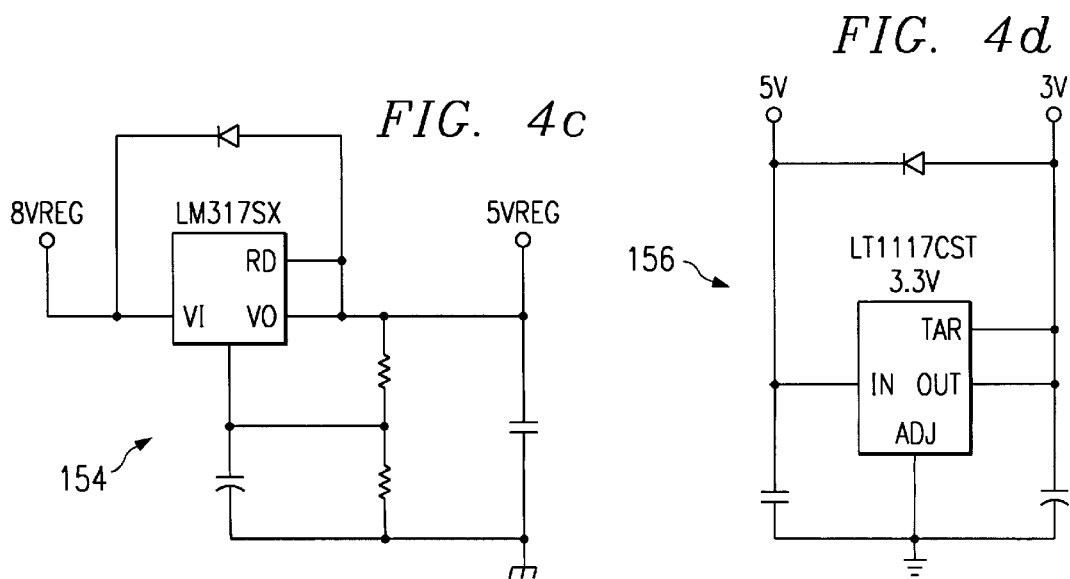 FIG. 4c
8VREG
LM317SX
5VREG
RD
VI
VO
154
FIG. 4d
5V
3V
156
LT1117CST
3.3V
TAR
IN
OUT
ADJ